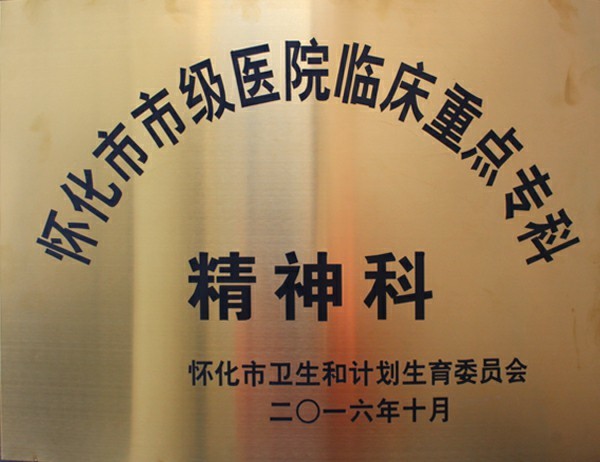 怀化市市级医院临床重点专科
精神科
怀化市卫生和计划生育委员会
二〇一六年十月